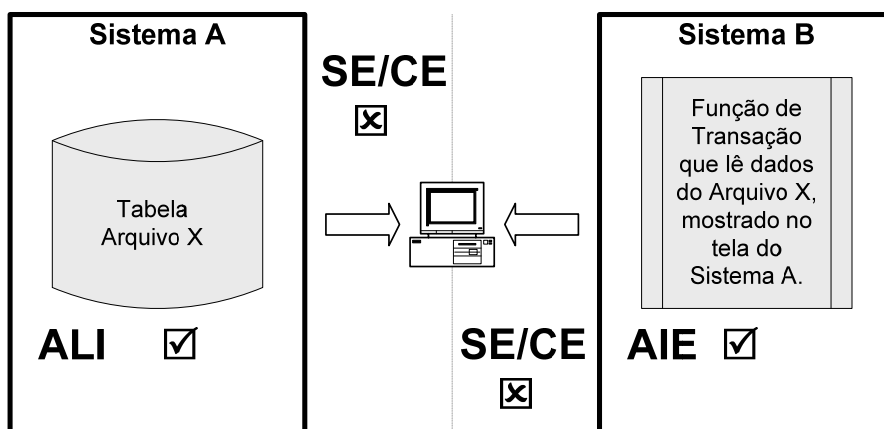 Sistema A
SE/CE
Tabela
Arquivo X
ALI
Sistema B
Função de
Transação
que lê dados
do Arquivo X,
mostrado no
tela do
Sistema A.
SE/CE
AIE